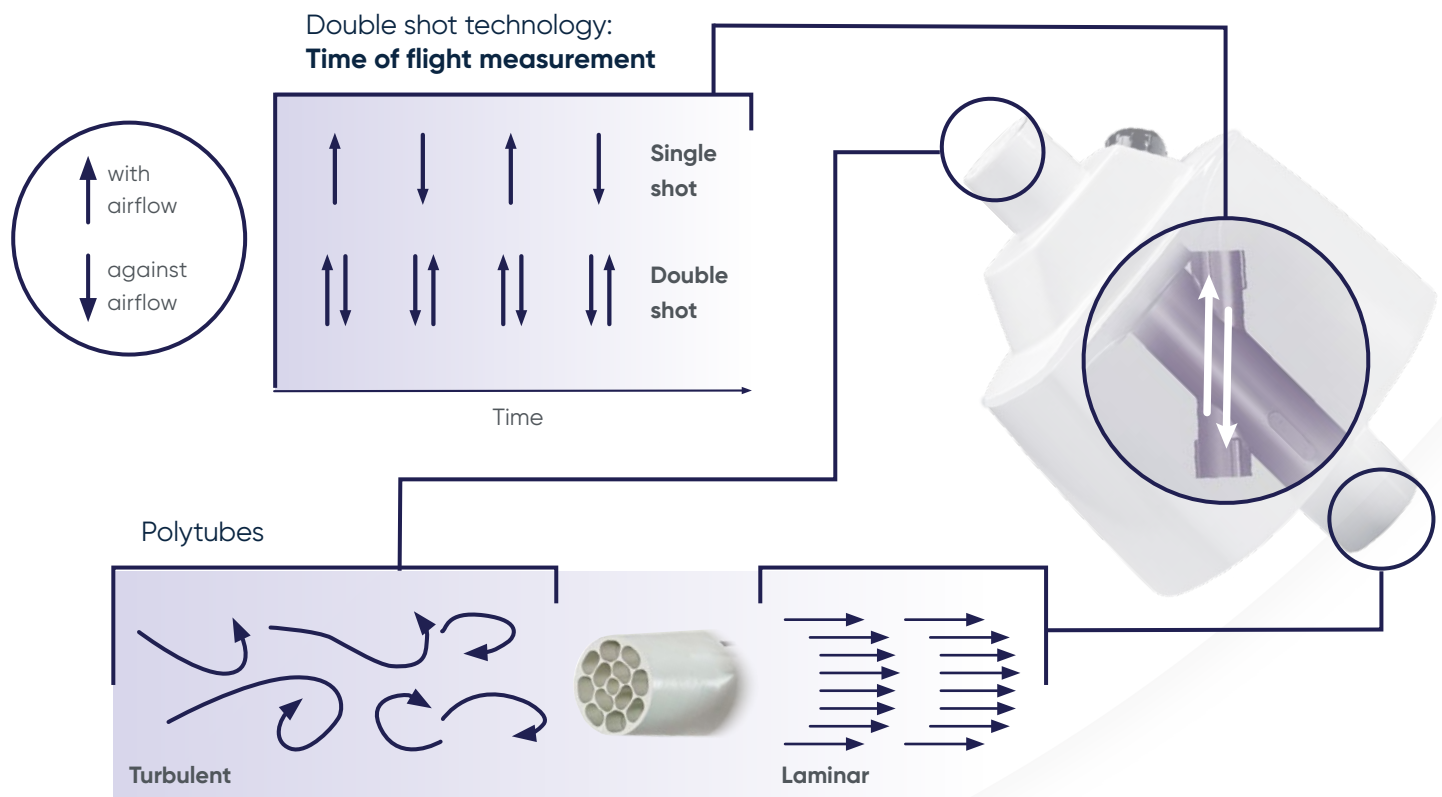 Double shot technology:
Time of flight measurement
with
airflow
against
airflow
Single
shot
Double
shot
Time
Polytubes
Turbulent
Laminar